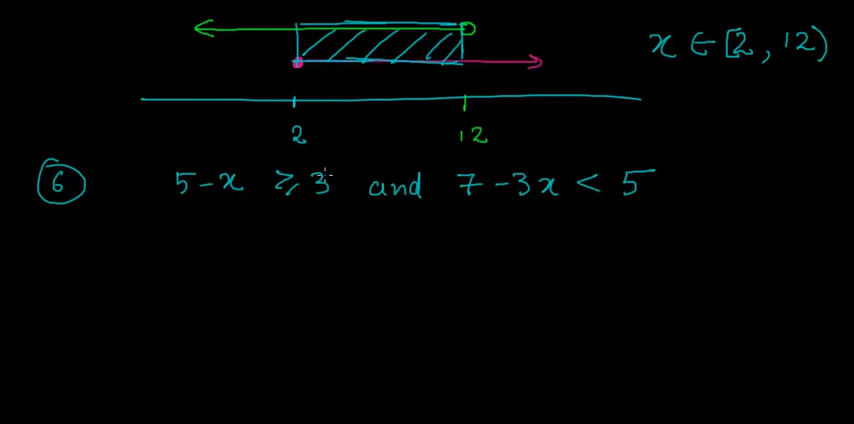 x ∈ [2, 12)
2 12
6 5 - x ⩾ 3 and 7 - 3x < 5